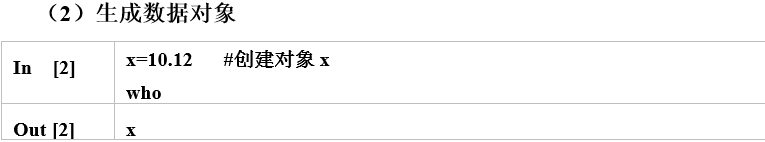 （2）生成数据对象
In [2] x=10.12 #创建对象 x
who
Out [2] x